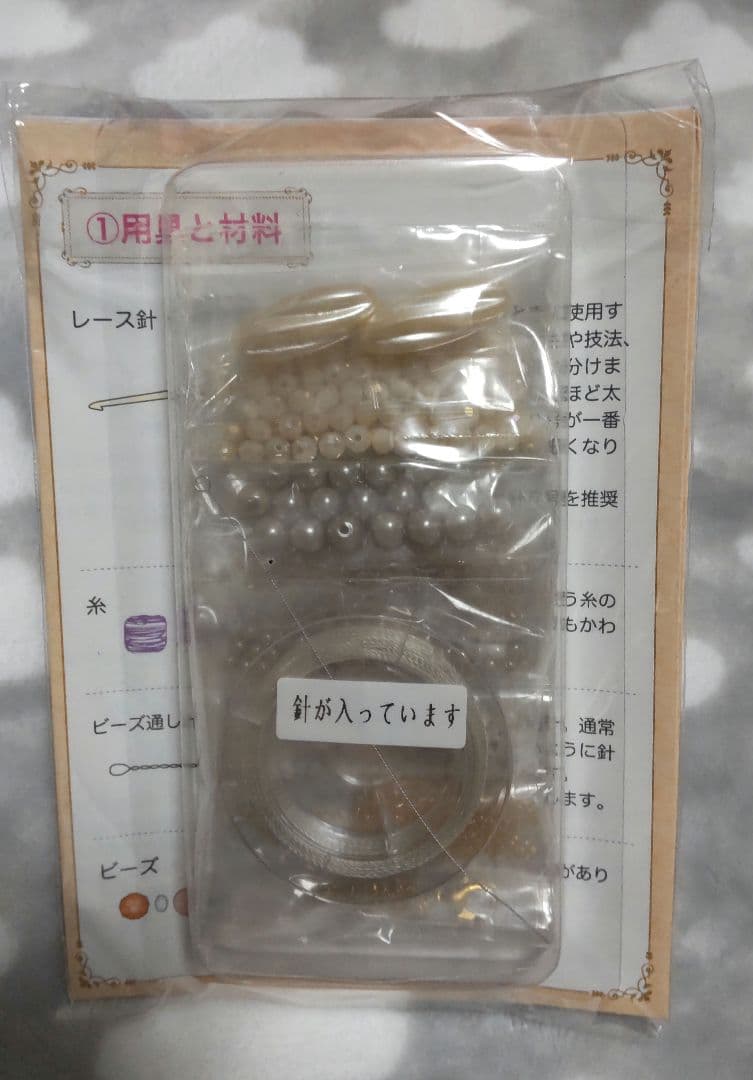 ①用具と材料
レース針
使用す
や技法、
分けま
ほど太
が一番
くなり
を推奨
糸
う糸の
もかわ
針が入っています
ビーズ通し
通常
ように針
します。
ビーズ
があり